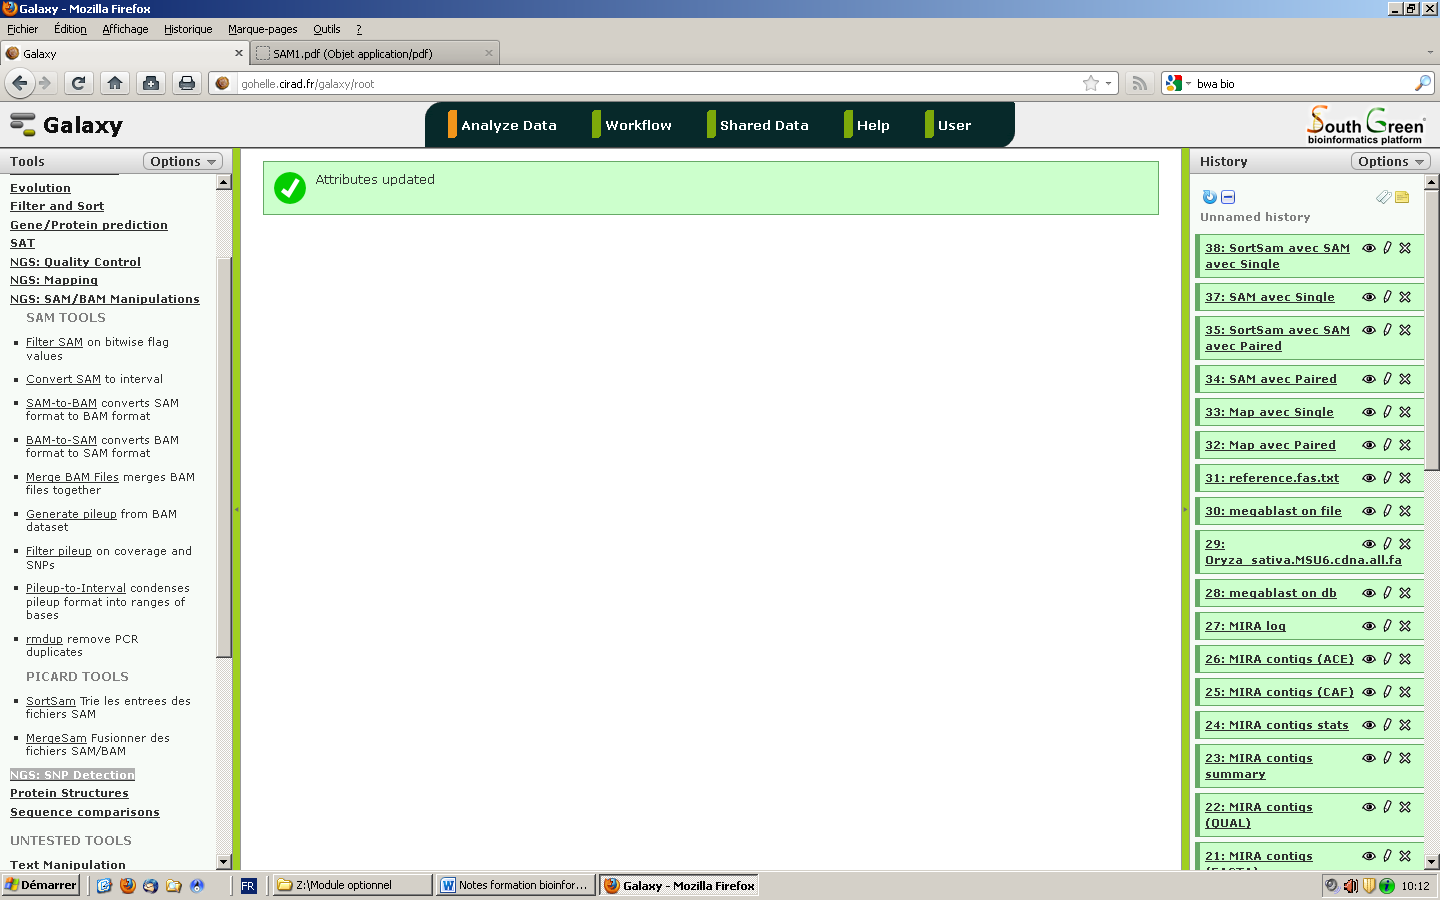 Galaxy - Mozilla Firefox
Fichier Édition Affichage Historique Marque-pages Outils ?
Galaxy
SAM1.pdf (Objet application/pdf)
gohelle.cirad.fr/galaxy/root
bwa bio
Galaxy
Analyze Data
Workflow
Shared Data
Help
User
South Green
bioinformatics platform
Tools
Options
Evolution
Filter and Sort
Gene/Protein prediction
SAT
NGS: Quality Control
NGS: Mapping
NGS: SAM/BAM Manipulations
SAM TOOLS
Filter SAM on bitwise flag
values
Convert SAM to interval
SAM-to-BAM converts SAM
format to BAM format
BAM-to-SAM converts BAM
format to SAM format
Merge BAM Files merges BAM
files together
Generate pileup from BAM
dataset
Filter pileup on coverage and
SNPs
Pileup-to-Interval condenses
pileup format into ranges of
bases
rmdup remove PCR
duplicates
PICARD TOOLS
SortSam Trie les entrees des
fichiers SAM
MergeSam Fusionner des
fichiers SAM/BAM
NGS: SNP Detection
Protein Structures
Sequence comparisons
UNTESTED TOOLS
Text Manipulation
Attributes updated
History
Options
Unnamed history
38: SortSam avec SAM
avec Single
37: SAM avec Single
35: SortSam avec SAM
avec Paired
34: SAM avec Paired
33: Map avec Single
32: Map avec Paired
31: reference.fas.txt
30: megablast on file
29:
Oryza_sativa.MSU6.cdna.all.fa
28: megablast on db
27: MIRA log
26: MIRA contigs (ACE)
25: MIRA contigs (CAF)
24: MIRA contigs stats
23: MIRA contigs
summary
22: MIRA contigs
(QUAL)
21: MIRA contigs
(FASTA)
Démarrer
FR
Z:\Module optionnel
Notes formation bioinfor...
Galaxy - Mozilla Firefox
10:12